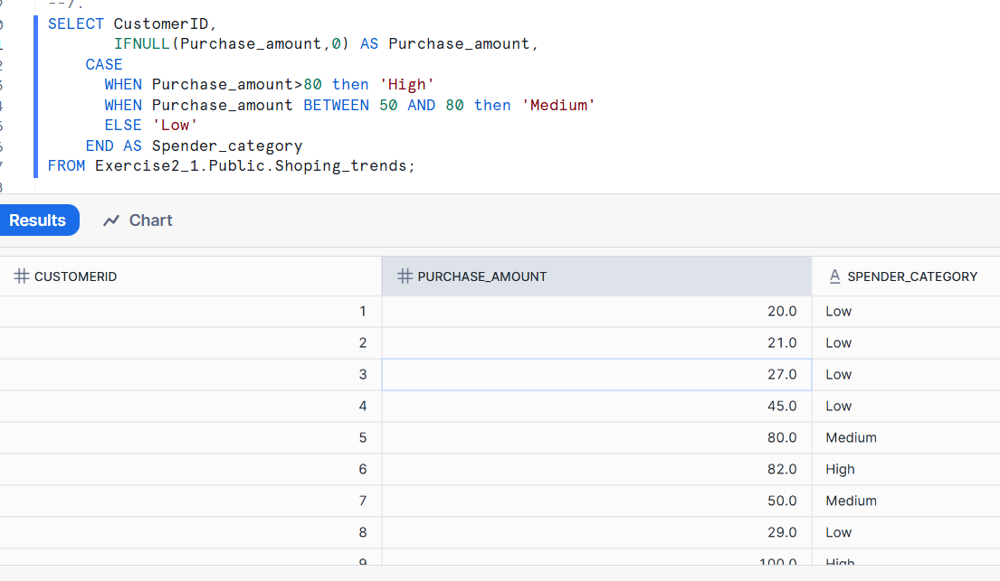 --7.
SELECT CustomerID,
IFNULL(Purchase_amount,0) AS Purchase_amount,
CASE
WHEN Purchase_amount>80 then 'High'
WHEN Purchase_amount BETWEEN 50 AND 80 then 'Medium'
ELSE 'Low'
END AS Spender_category
FROM Exercise2_1.Public.Shoping_trends;
Results Chart
CUSTOMERID PURCHASE_AMOUNT SPENDER_CATEGORY
1 20.0 Low
2 21.0 Low
3 27.0 Low
4 45.0 Low
5 80.0 Medium
6 82.0 High
7 50.0 Medium
8 29.0 Low
9 100.0 High